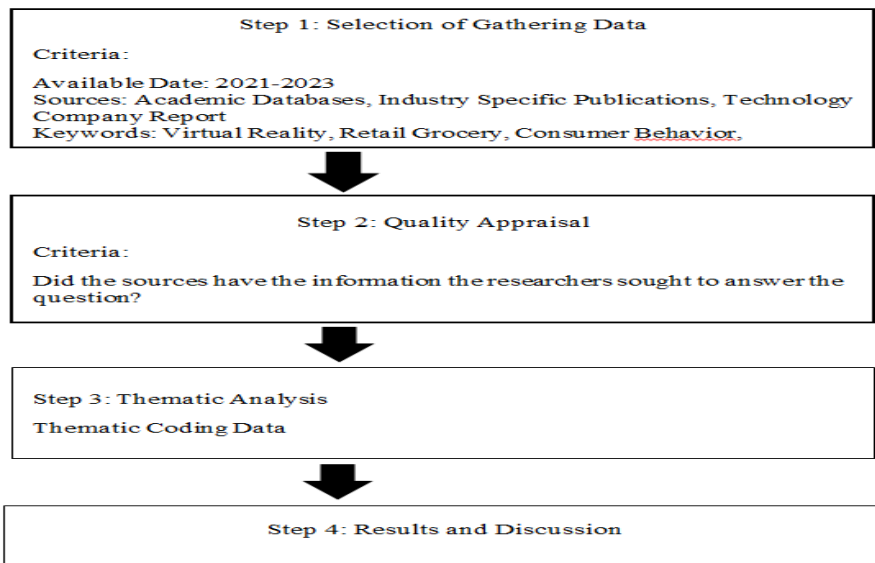 Step 1: Selection of Gathering Data
Criteria:
Available Date: 2021-2023
Sources: Academic Databases, Industry Specific Publications, Technology
Company Report
Keywords: Virtual Reality, Retail Grocery, Consumer Behavior,
Step 2: Quality Appraisal
Criteria:
Did the sources have the information the researchers sought to answer the
question?
Step 3: Thematic Analysis
Thematic Coding Data
Step 4: Results and Discussion